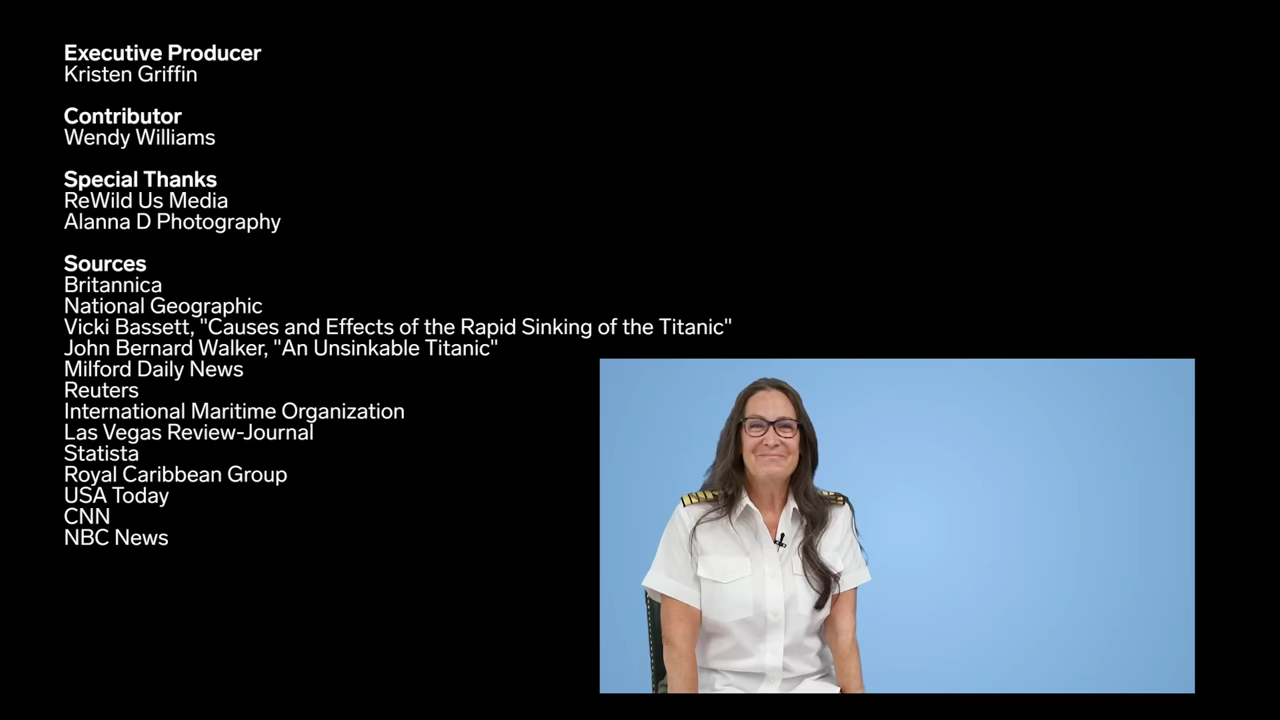 Executive Producer
Kristen Griffin
Contributor
Wendy Williams
Special Thanks
ReWild Us Media
Alanna D Photography
Sources
Britannica
National Geographic
Vicki Bassett, "Causes and Effects of the Rapid Sinking of the Titanic"
John Bernard Walker, "An Unsinkable Titanic"
Milford Daily News
Reuters
International Maritime Organization
Las Vegas Review-Journal
Statista
Royal Caribbean Group
USA Today
CNN
NBC News